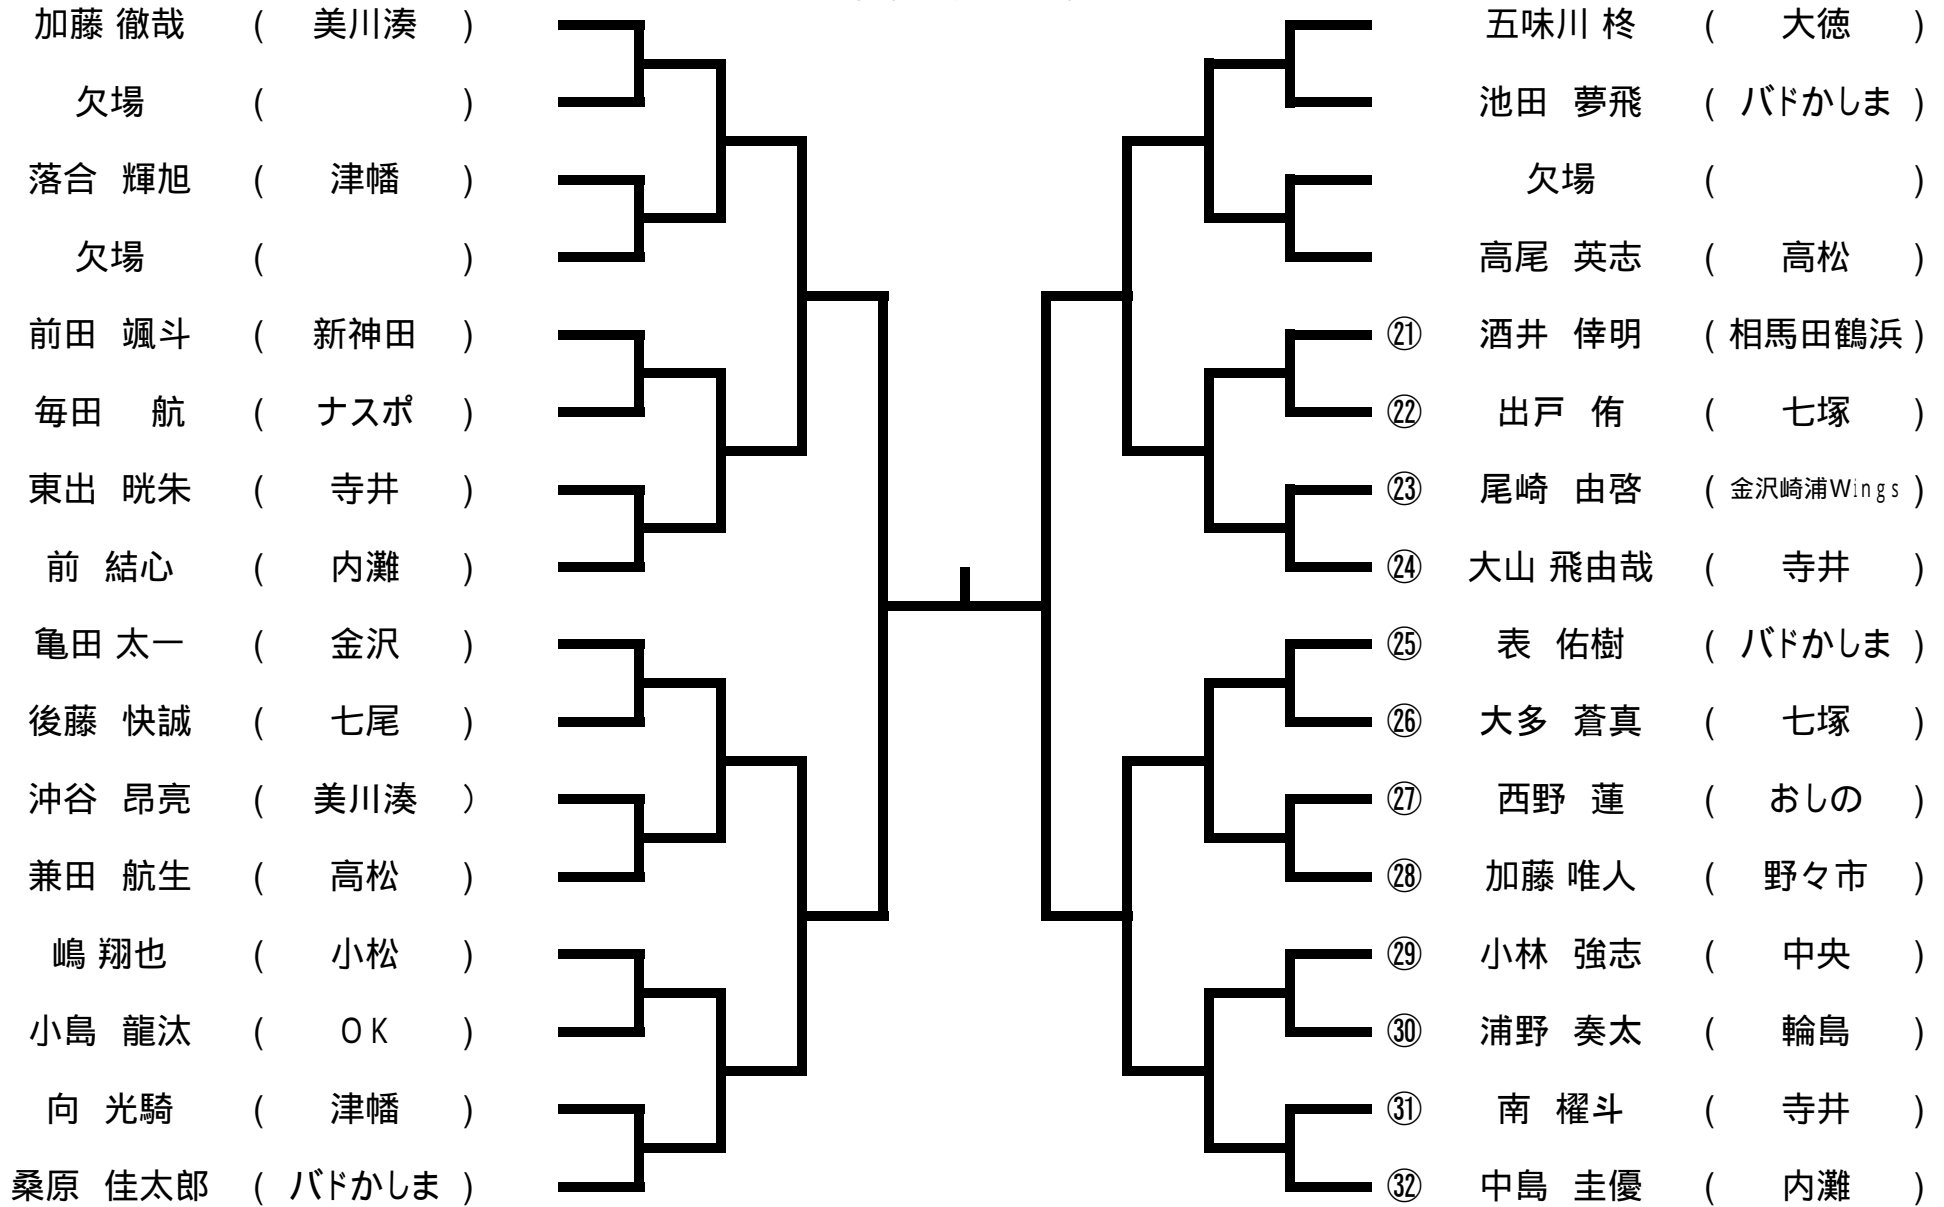 加藤 徹哉 ( 美川湊 ) 五味川 柊 ( 大徳 )
欠場 ( ) 池田 夢飛 ( バドかしま )
落合 輝旭 ( 津幡 ) 欠場 ( )
欠場 ( ) 高尾 英志 ( 高松 )
前田 颯斗 ( 新神田 ) ㉑ 酒井 倖明 ( 相馬田鶴浜 )
毎田 航 ( ナスポ ) ㉒ 出戸 侑 ( 七塚 )
東出 晄朱 ( 寺井 ) ㉓ 尾崎 由啓 ( 金沢崎浦Wings )
前 結心 ( 内灘 ) ㉔ 大山 飛由哉 ( 寺井 )
亀田 太一 ( 金沢 ) ㉕ 表 佑樹 ( バドかしま )
後藤 快誠 ( 七尾 ) ㉖ 大多 蒼真 ( 七塚 )
沖谷 昂亮 ( 美川湊 ) ㉗ 西野 蓮 ( おしの )
兼田 航生 ( 高松 ) ㉘ 加藤 唯人 ( 野々市 )
嶋 翔也 ( 小松 ) ㉙ 小林 強志 ( 中央 )
小島 龍汰 ( OK ) ㉚ 浦野 奏太 ( 輪島 )
向 光騎 ( 津幡 ) ㉛ 南 櫂斗 ( 寺井 )
桑原 佳太郎 ( バドかしま ) ㉜ 中島 圭優 ( 内灘 )